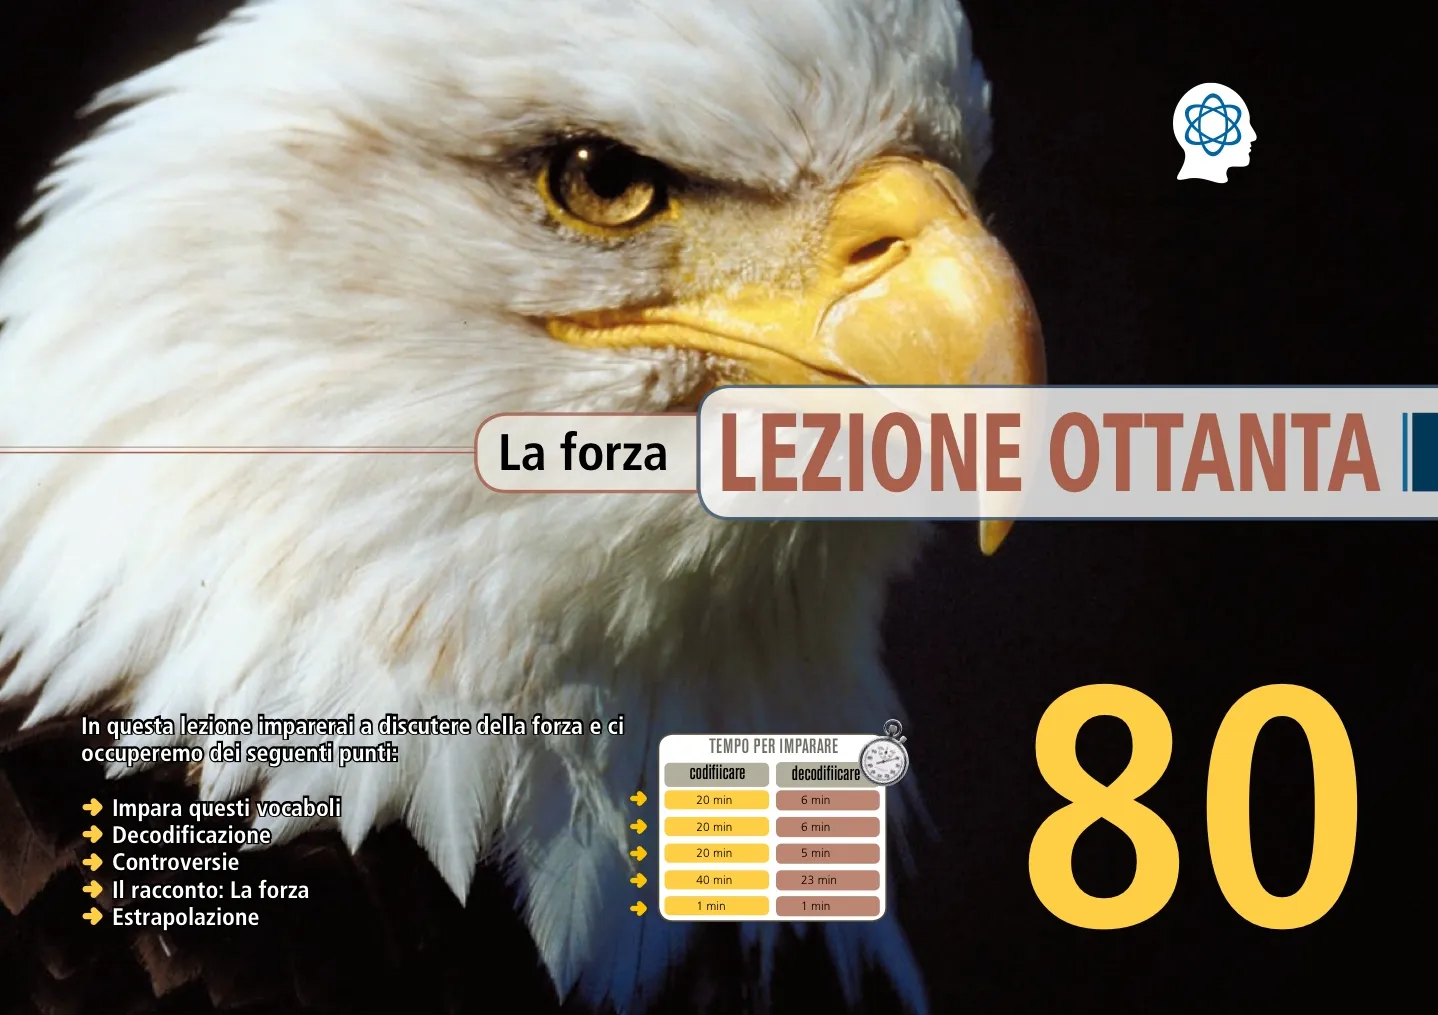 La forza
LEZIONE OTTANTA
In questa lezione imparerai a discutere della forza e ci
occuperemo dei seguenti punti:
Impara questi vocaboli
Decodificazione
Controversie
Il racconto: La forza
Estrapolazione
TEMPO PER IMPARARE
codifiicare decodifiicare
20 min 6 min
20 min 6 min
20 min 5 min
40 min 23 min
1 min 1 min
80